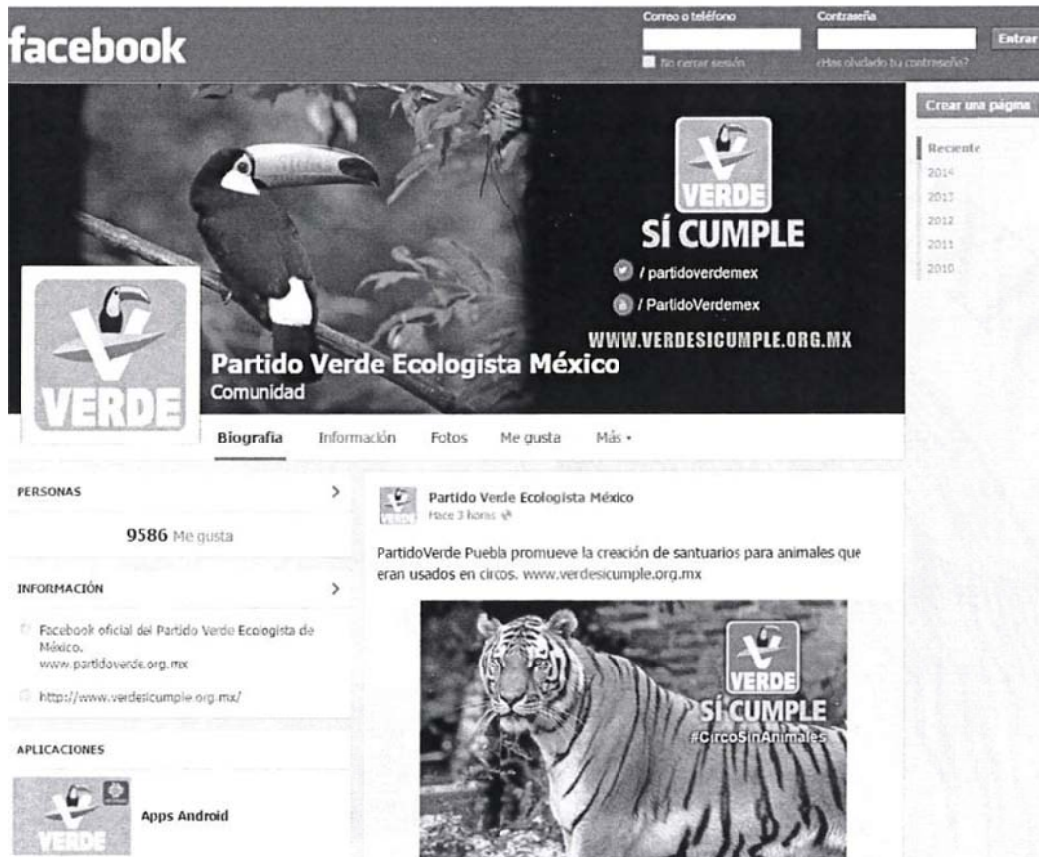 facebook
Correo o teléfono
Contraseña
Entrar
No cerrar sesión
¿Has olvidado tu contraseña?
Crear una página
Reciente
2014
2013
2012
2011
2010
VERDE
SÍ CUMPLE
/ partidoverdemex
/ PartidoVerdemex
WWW.VERDESICUMPLE.ORG.MX
VERDE
Partido Verde Ecologista México
Comunidad
Biografía
Información
Fotos
Me gusta
Más
PERSONAS
9586 Me gusta
INFORMACIÓN
Facebook oficial del Partido Verde Ecologista de
México.
www.partidoverde.org.mx
http://www.verdesicumple.org.mx/
APLICACIONES
VERDE
Apps Android
VERDE
Partido Verde Ecologista México
Hace 3 horas
PartidoVerde Puebla promueve la creación de santuarios para animales que
eran usados en circos. www.verdesicumple.org.mx
VERDE
SÍ CUMPLE
#CircoSinAnimales